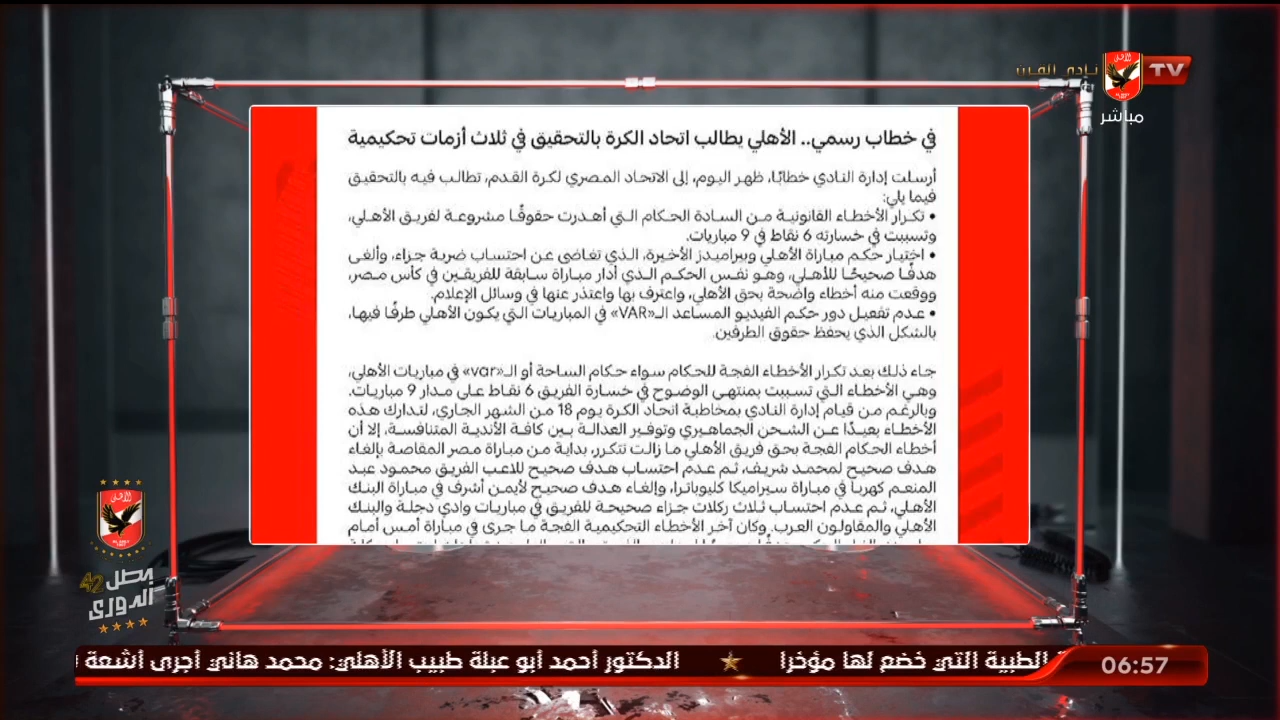 نادي القرن
TV
مباشر
في خطاب رسمي.. الأهلي يطالب اتحاد الكرة بالتحقيق في ثلاث أزمات تحكيمية
أرسلت إدارة النادي خطابًا، ظهر اليوم، إلى الاتحاد المصري لكرة القدم، تطالب فيه بالتحقيق
فيما يلي:
• تكرار الأخطاء القانونية من السادة الحكام التي أهدرت حقوقًا مشروعة لفريق الأهلي،
وتسببت في خسارته 6 نقاط في 9 مباريات.
• اختيار حكم مباراة الأهلي وبيراميدز الأخيرة، الذي تغاضى عن احتساب ضربة جزاء، وألغى
هدفًا صحيحًا للأهلي، وهو نفس الحكم الذي أدار مباراة سابقة للفريقين في كأس مصر،
ووقعت منه أخطاء واضحة بحق الأهلي، واعترف بها واعتذر عنها في وسائل الإعلام.
• عدم تفعيل دور حكم الفيديو المساعد الـ«VAR» في المباريات التي يكون الأهلي طرفًا فيها،
بالشكل الذي يحفظ حقوق الطرفين.
جاء ذلك بعد تكرار الأخطاء الفجة للحكام سواء حكام الساحة أو الـ«var» في مباريات الأهلي،
وهي الأخطاء التي تسببت بمنتهى الوضوح في خسارة الفريق 6 نقاط على مدار 9 مباريات.
وبالرغم من قيام إدارة النادي بمخاطبة اتحاد الكرة يوم 18 من الشهر الجاري، لتدارك هذه
الأخطاء بعيدًا عن الشحن الجماهيري وتوفير العدالة بين كافة الأندية المتنافسة، إلا أن
أخطاء الحكام الفجة بحق فريق الأهلي ما زالت تتكرر، بداية من مباراة مصر المقاصة بإلغاء
هدف صحيح لمحمد شريف، ثم عدم احتساب هدف صحيح للاعب الفريق محمود عبد
المنعم كهربا في مباراة سيراميكا كليوباترا، وإلغاء هدف صحيح لأيمن أشرف في مباراة البنك
الأهلي، ثم عدم احتساب ثلاث ركلات جزاء صحيحة للفريق في مباريات وادي دجلة والبنك
الأهلي والمقاولون العرب. وكان آخر الأخطاء التحكيمية الفجة ما جرى في مباراة أمس أمام
بطل 42
الدوري
الطبية التي خضع لها مؤخرا ★ الدكتور أحمد أبو عبلة طبيب الأهلي: محمد هاني أجرى أشعة
06:57